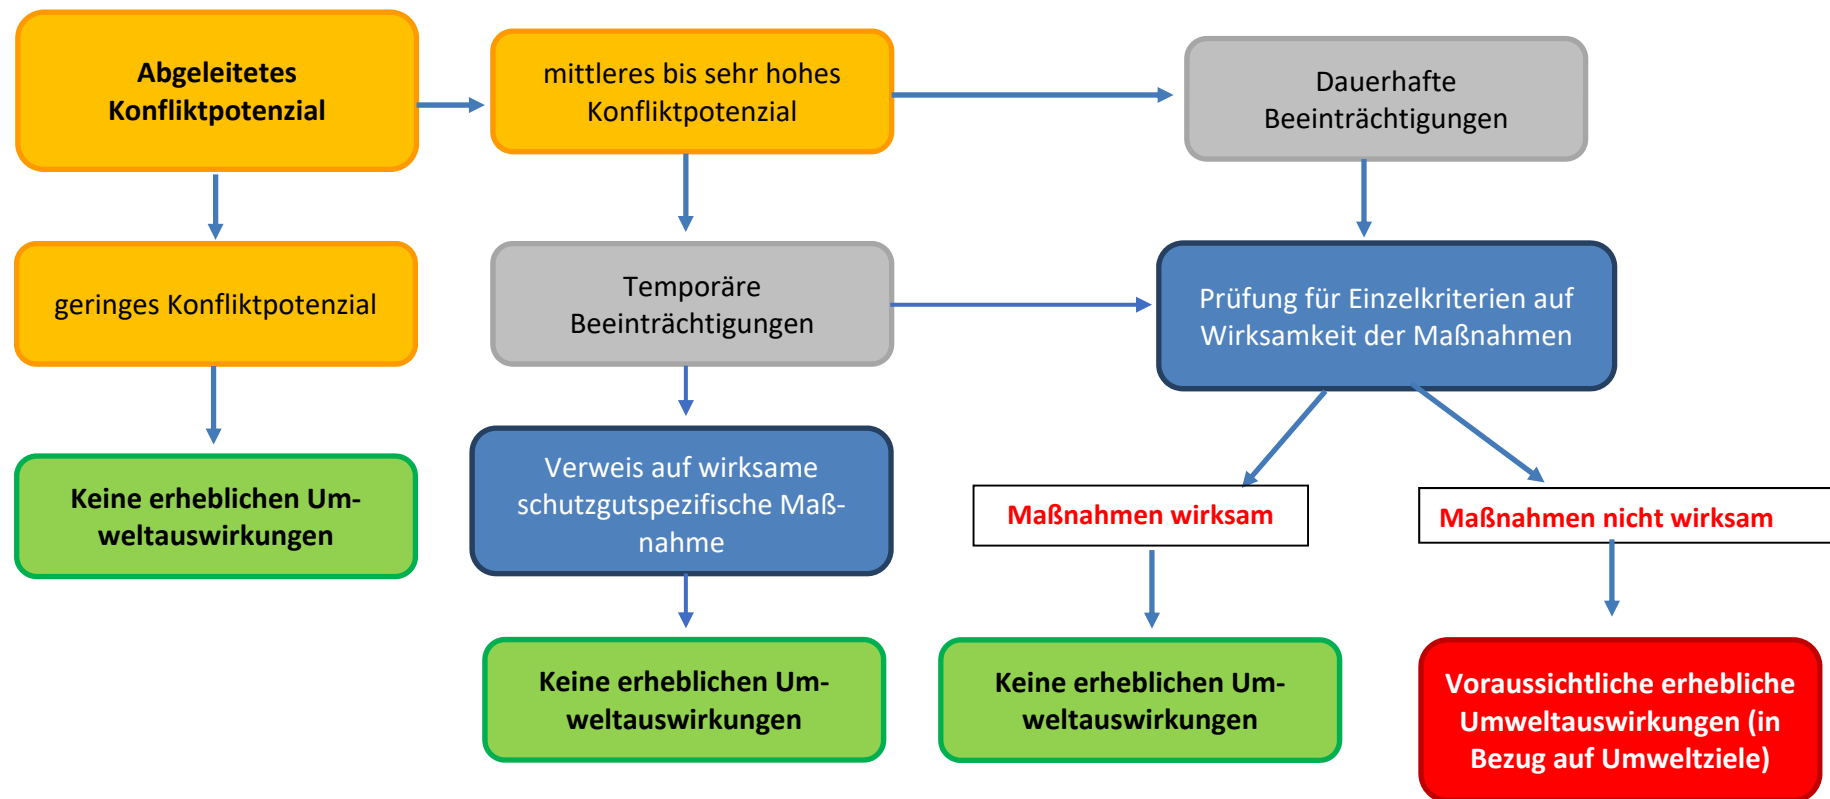 Abgeleitetes
Konfliktpotenzial
mittleres bis sehr hohes
Konfliktpotenzial
Dauerhafte
Beeinträchtigungen
geringes Konfliktpotenzial
Temporäre
Beeinträchtigungen
Prüfung für Einzelkriterien auf
Wirksamkeit der Maßnahmen
Keine erheblichen Um-
weltauswirkungen
Verweis auf wirksame
schutzgutspezifische Maß-
nahme
Maßnahmen wirksam
Maßnahmen nicht wirksam
Keine erheblichen Um-
weltauswirkungen
Keine erheblichen Um-
weltauswirkungen
Voraussichtliche erhebliche
Umweltauswirkungen (in
Bezug auf Umweltziele)